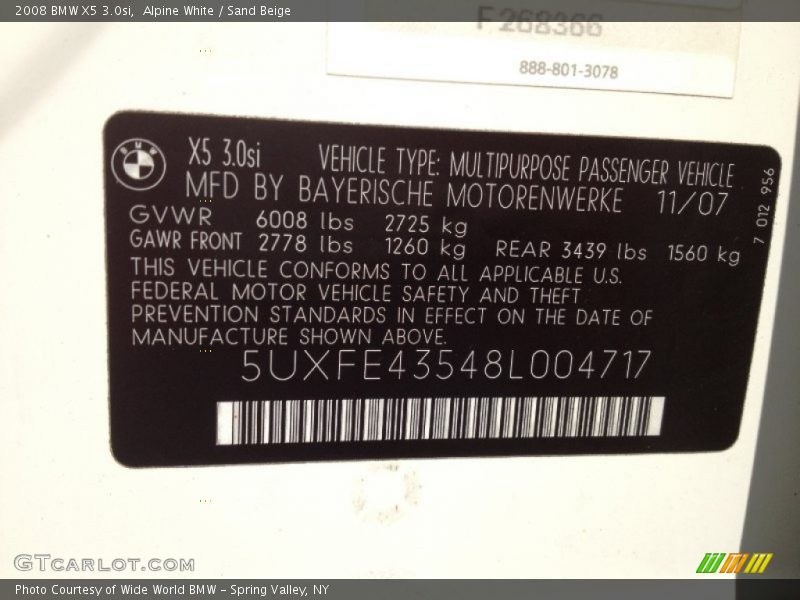 2008 BMW X5 3.0si,  Alpine White / Sand Beige
F268366
888-801-3078
BMW
X5 3.0si VEHICLE TYPE: MULTIPURPOSE PASSENGER VEHICLE
MFD BY BAYERISCHE MOTORENWERKE 11/07
GVWR 6008 lbs 2725 kg
GAWR FRONT 2778 lbs 1260 kg REAR 3439 lbs 1560 kg
THIS VEHICLE CONFORMS TO ALL APPLICABLE U.S.
FEDERAL MOTOR VEHICLE SAFETY AND THEFT
PREVENTION STANDARDS IN EFFECT ON THE DATE OF
MANUFACTURE SHOWN ABOVE.
5UXFE43548L004717
7 012 956
GTCARLOT.COM
Photo Courtesy of Wide World BMW - Spring Valley, NY